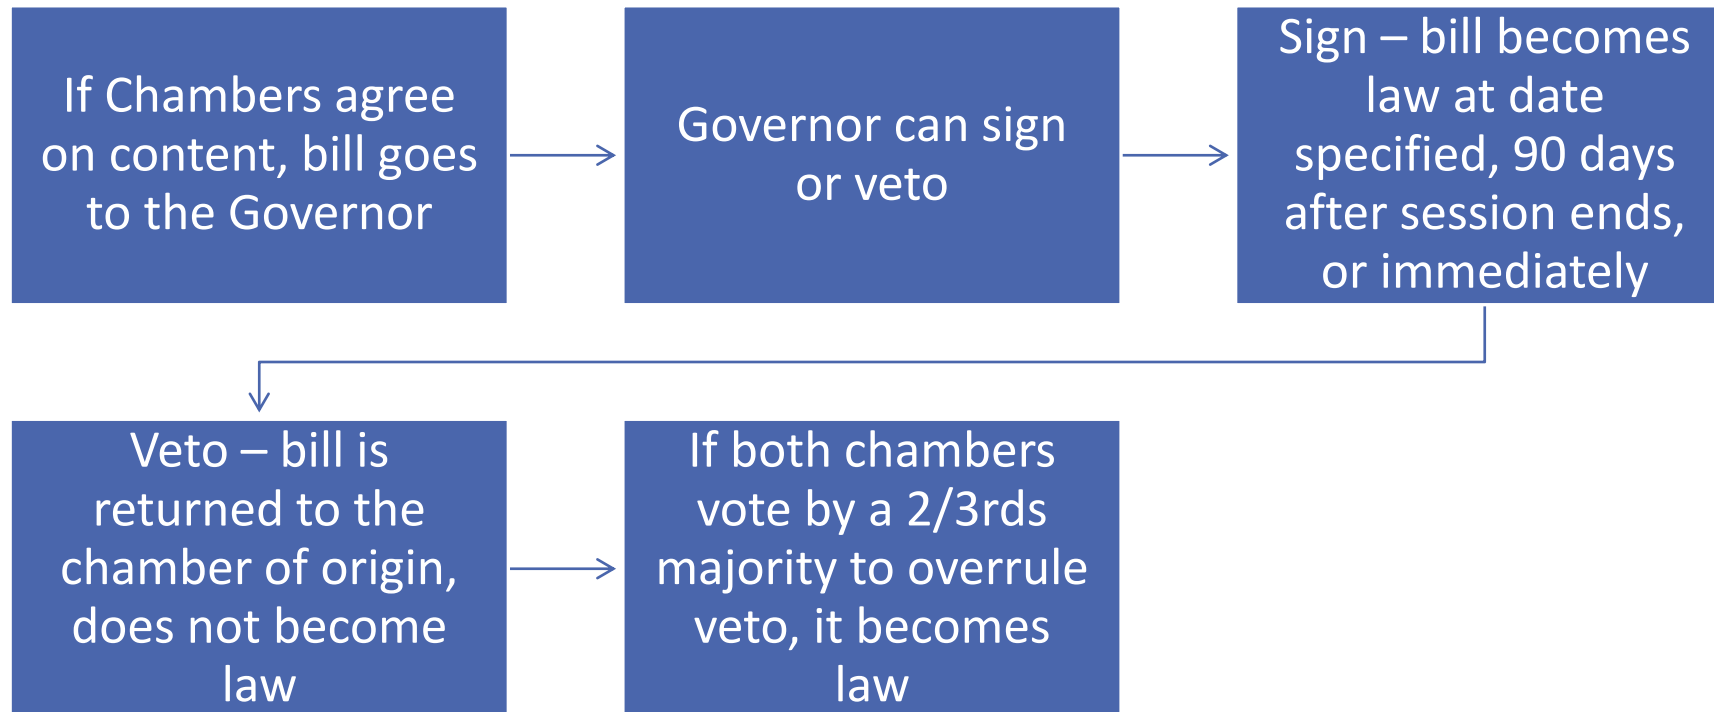 If Chambers agree
on content, bill goes
to the Governor
Governor can sign
or veto
Sign – bill becomes
law at date
specified, 90 days
after session ends,
or immediately
Veto – bill is
returned to the
chamber of origin,
does not become
law
If both chambers
vote by a 2/3rds
majority to overrule
veto, it becomes
law